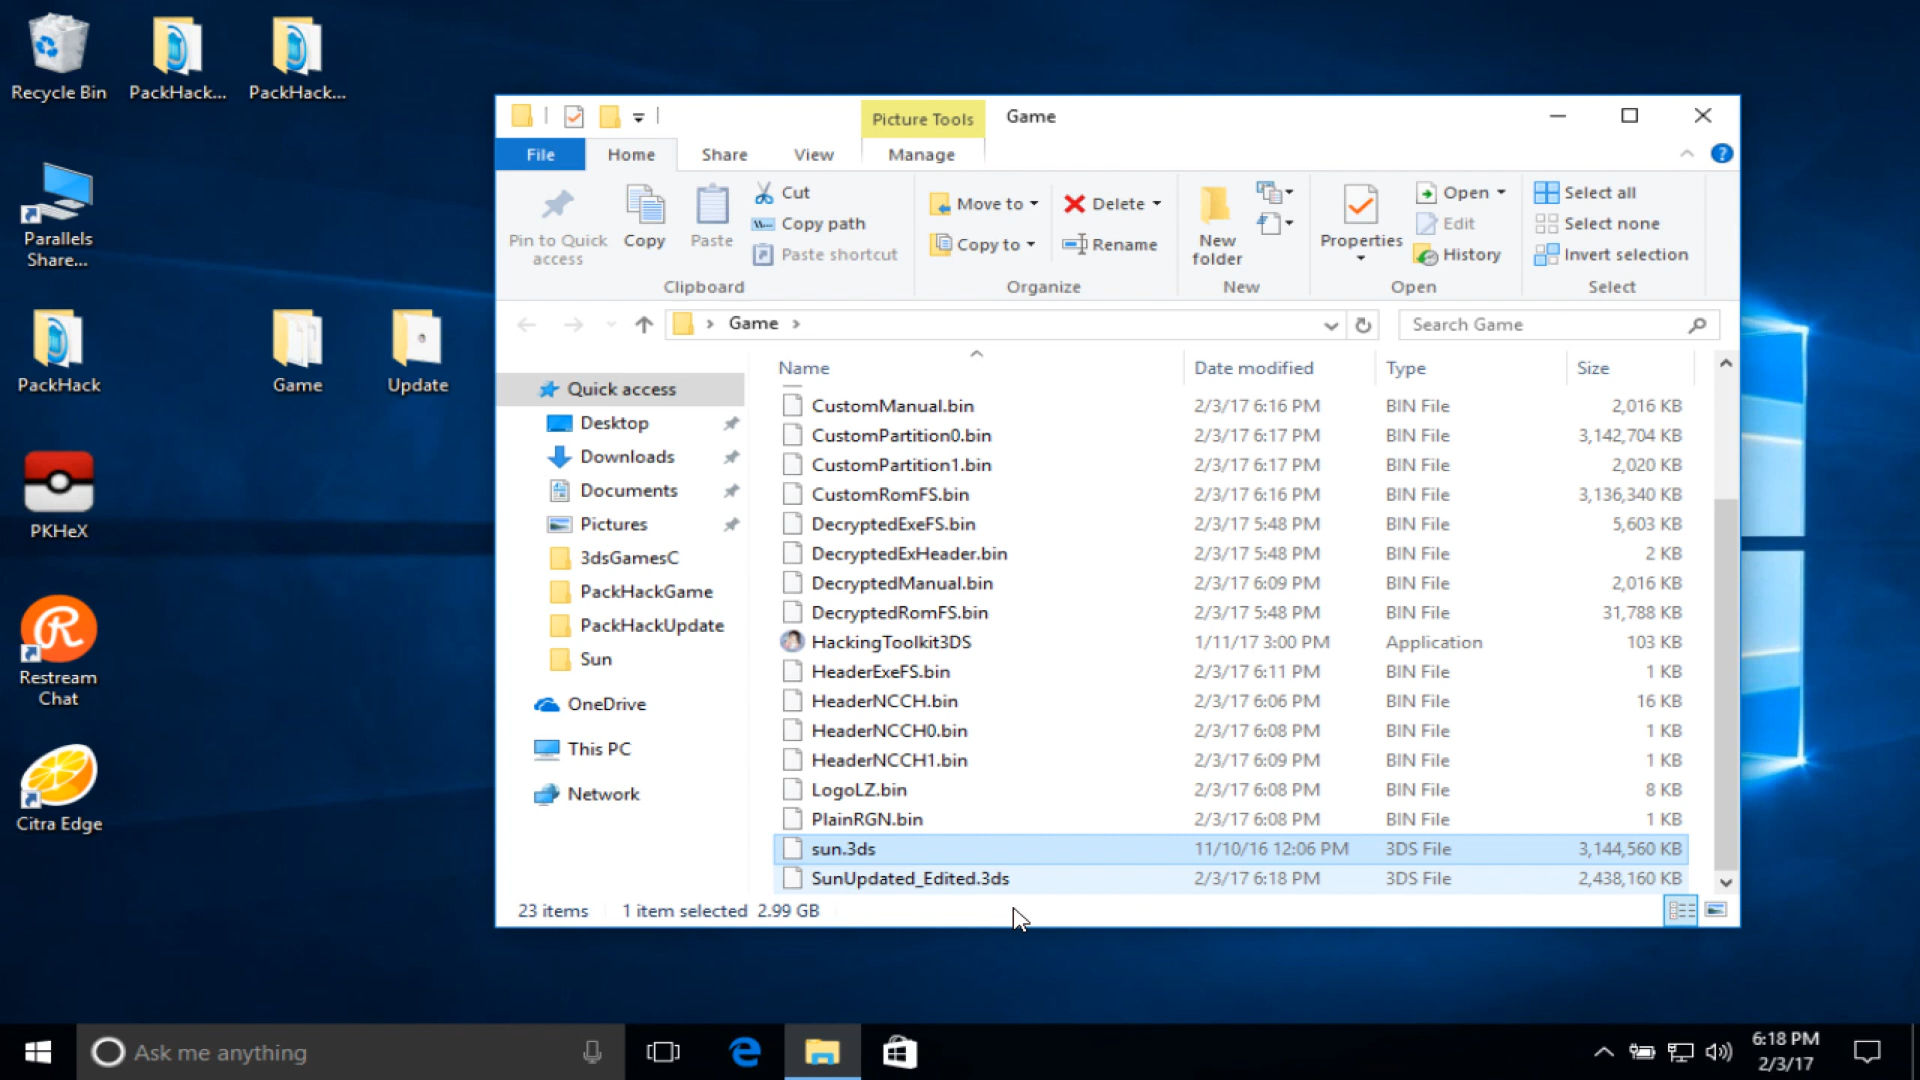 Recycle Bin
PackHack...
PackHack...
Parallels
Share...
PackHack
Game
Update
PKHeX
Restream
Chat
Citra Edge
Picture Tools
Game
File
Home
Share
View
Manage
Pin to Quick
access
Copy
Paste
Cut
Copy path
Paste shortcut
Clipboard
Move to
Copy to
Delete
Rename
Organize
New
folder
New
Properties
Open
Edit
History
Open
Select all
Select none
Invert selection
Select
Game
Search Game
Quick access
Desktop
Downloads
Documents
Pictures
3dsGamesC
PackHackGame
PackHackUpdate
Sun
OneDrive
This PC
Network
Name Date modified Type Size
CustomManual.bin 2/3/17 6:16 PM BIN File 2,016 KB
CustomPartition0.bin 2/3/17 6:17 PM BIN File 3,142,704 KB
CustomPartition1.bin 2/3/17 6:17 PM BIN File 2,020 KB
CustomRomFS.bin 2/3/17 6:16 PM BIN File 3,136,340 KB
DecryptedExeFS.bin 2/3/17 5:48 PM BIN File 5,603 KB
DecryptedExHeader.bin 2/3/17 5:48 PM BIN File 2 KB
DecryptedManual.bin 2/3/17 6:09 PM BIN File 2,016 KB
DecryptedRomFS.bin 2/3/17 5:48 PM BIN File 31,788 KB
HackingToolkit3DS 1/11/17 3:00 PM Application 103 KB
HeaderExeFS.bin 2/3/17 6:11 PM BIN File 1 KB
HeaderNCCH.bin 2/3/17 6:06 PM BIN File 16 KB
HeaderNCCH0.bin 2/3/17 6:08 PM BIN File 1 KB
HeaderNCCH1.bin 2/3/17 6:09 PM BIN File 1 KB
LogoLZ.bin 2/3/17 6:08 PM BIN File 8 KB
PlainRGN.bin 2/3/17 6:08 PM BIN File 1 KB
sun.3ds 11/10/16 12:06 PM 3DS File 3,144,560 KB
SunUpdated_Edited.3ds 2/3/17 6:18 PM 3DS File 2,438,160 KB
23 items 1 item selected 2.99 GB
Ask me anything
6:18 PM
2/3/17